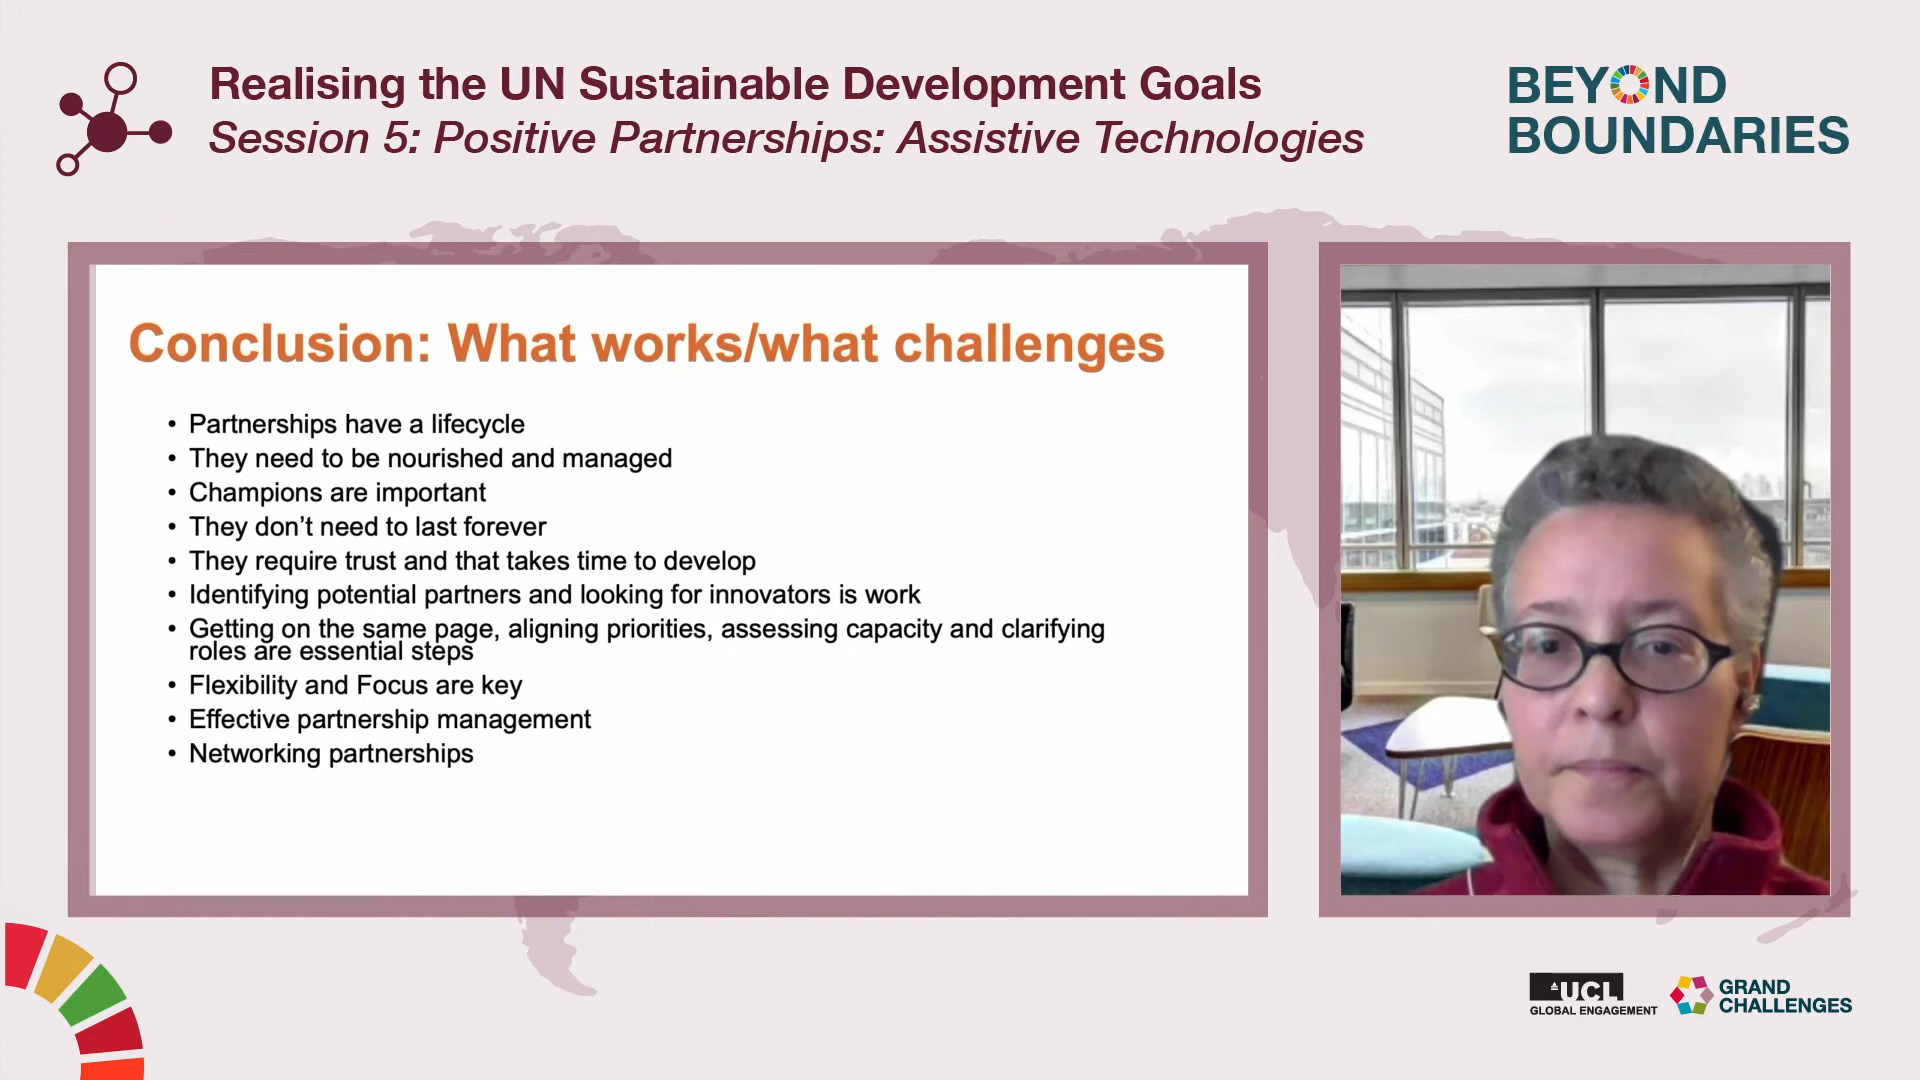 Realising the UN Sustainable Development Goals
Session 5: Positive Partnerships: Assistive Technologies
BEYOND
BOUNDARIES
Conclusion: What works/what challenges
• Partnerships have a lifecycle
• They need to be nourished and managed
• Champions are important
• They don’t need to last forever
• They require trust and that takes time to develop
• Identifying potential partners and looking for innovators is work
• Getting on the same page, aligning priorities, assessing capacity and clarifying
roles are essential steps
• Flexibility and Focus are key
• Effective partnership management
• Networking partnerships
UCL
GLOBAL ENGAGEMENT
GRAND
CHALLENGES